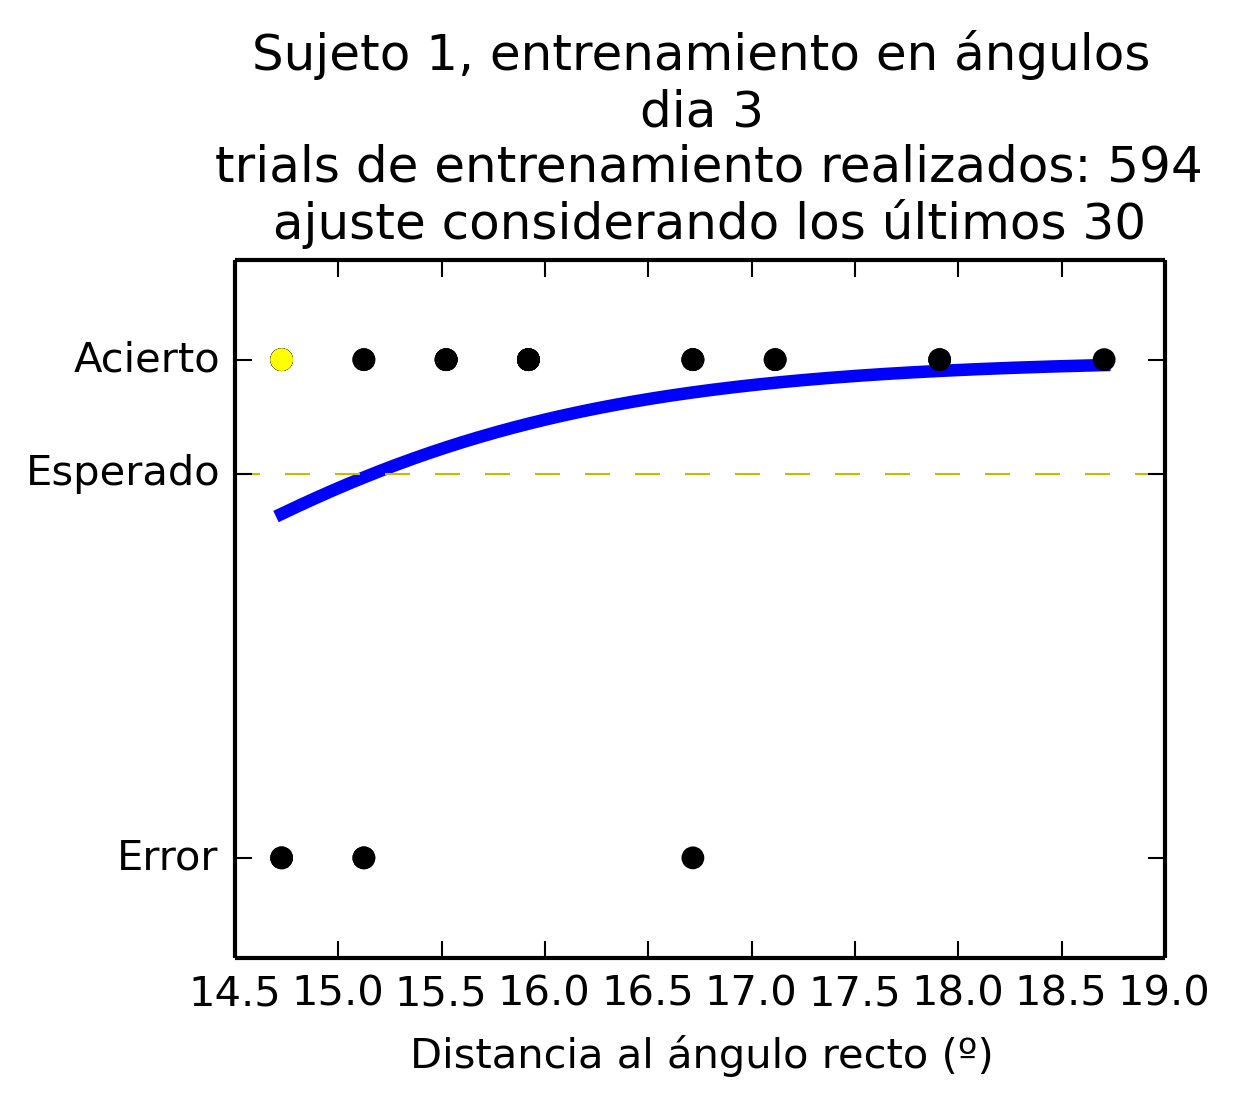 Sujeto 1, entrenamiento en ángulos
dia 3
trials de entrenamiento realizados: 594
ajuste considerando los últimos 30
Acierto
Esperado
Error
14.5 15.0 15.5 16.0 16.5 17.0 17.5 18.0 18.5 19.0
Distancia al ángulo recto (º)